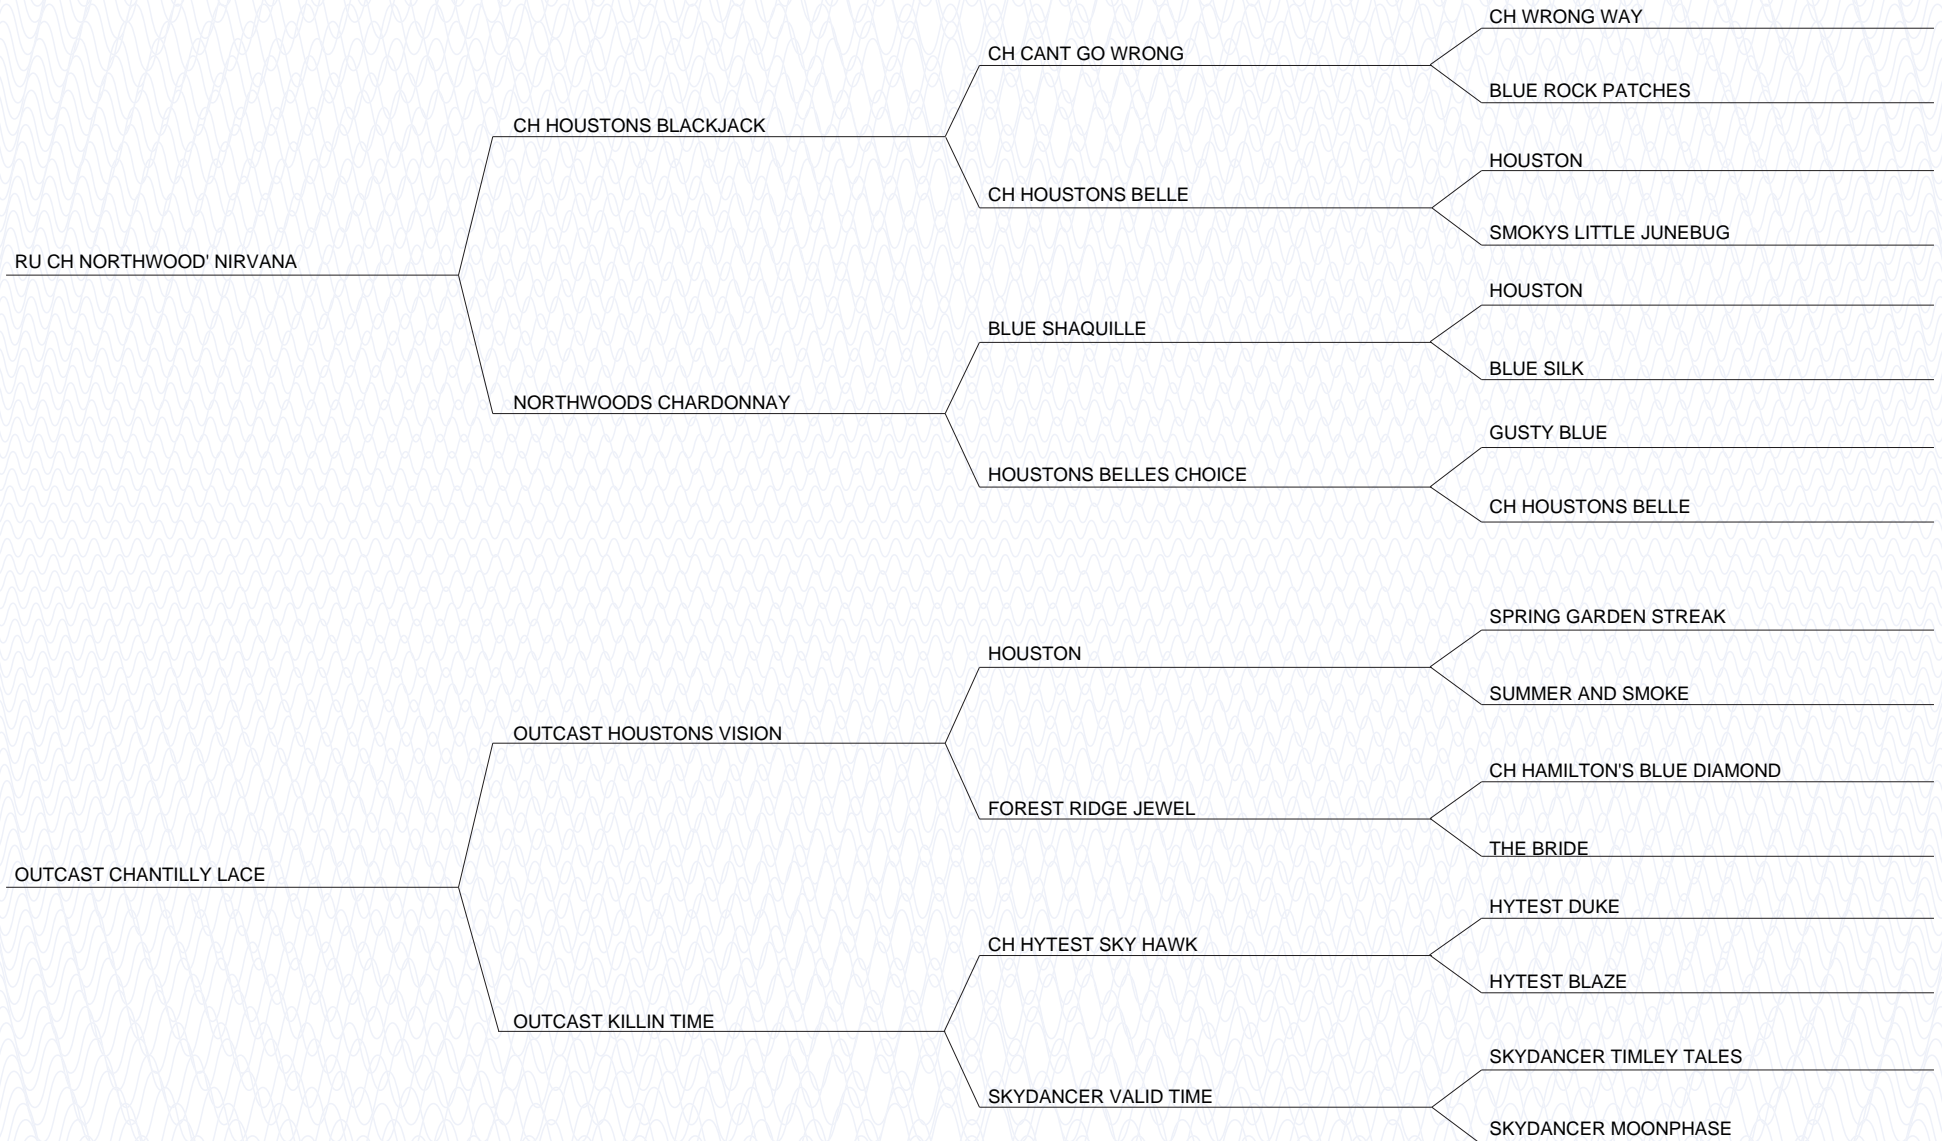 CH WRONG WAY
CH CANT GO WRONG
BLUE ROCK PATCHES
CH HOUSTONS BLACKJACK
HOUSTON
CH HOUSTONS BELLE
SMOKYS LITTLE JUNEBUG
RU CH NORTHWOOD' NIRVANA
HOUSTON
BLUE SHAQUILLE
BLUE SILK
NORTHWOODS CHARDONNAY
GUSTY BLUE
HOUSTONS BELLES CHOICE
CH HOUSTONS BELLE
SPRING GARDEN STREAK
HOUSTON
SUMMER AND SMOKE
OUTCAST HOUSTONS VISION
CH HAMILTON'S BLUE DIAMOND
FOREST RIDGE JEWEL
THE BRIDE
OUTCAST CHANTILLY LACE
HYTEST DUKE
CH HYTEST SKY HAWK
HYTEST BLAZE
OUTCAST KILLIN TIME
SKYDANCER TIMLEY TALES
SKYDANCER VALID TIME
SKYDANCER MOONPHASE